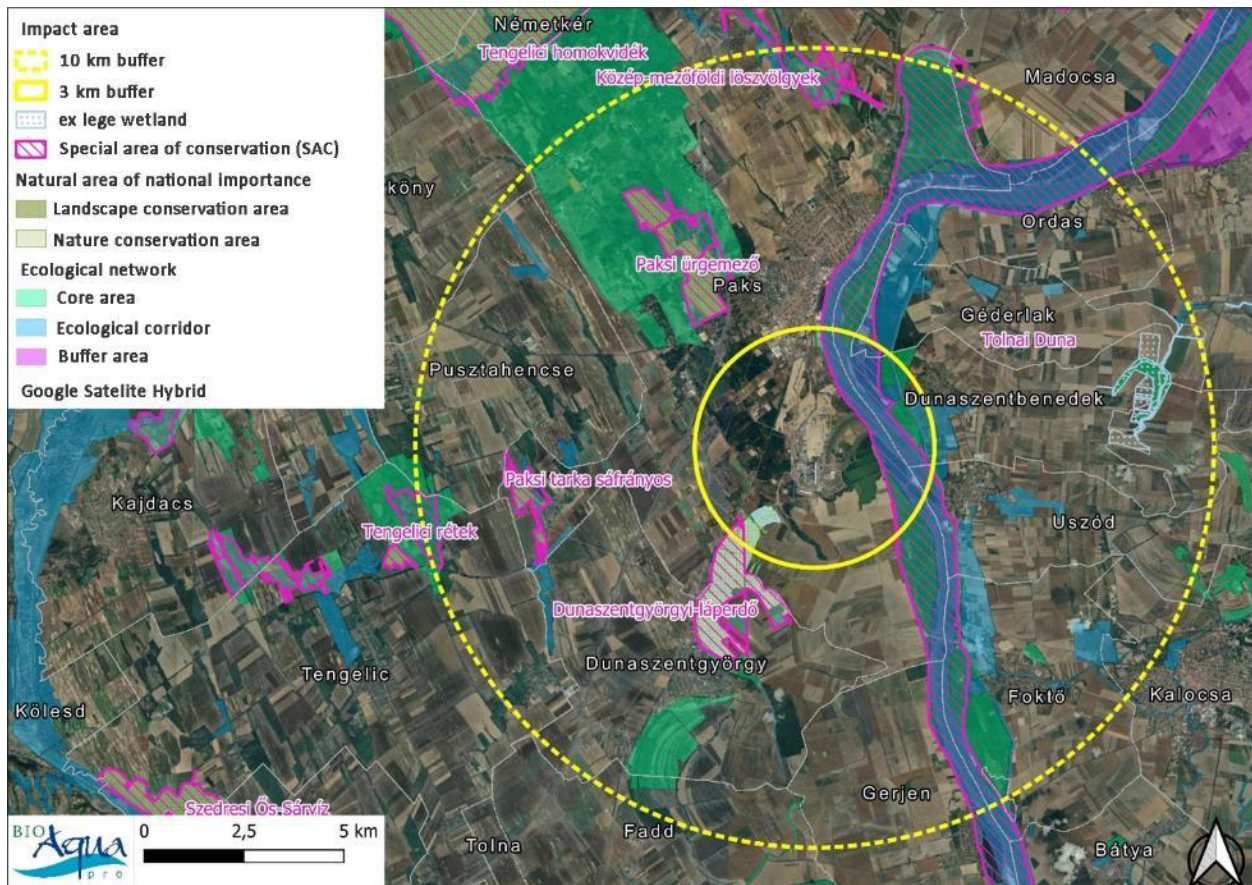 Impact area
10 km buffer
3 km buffer
ex lege wetland
Special area of conservation (SAC)
Natural area of national importance
Landscape conservation area
Nature conservation area
Ecological network
Core area
Ecological corridor
Buffer area
Google Satelite Hybrid
Németkér
Tengelici homokvidék
Közép-mezőföldi löszvölgyek
Madocsa
köny
Ordas
Paksi ürgemező
Paks
Géderlak
Tolnai Duna
Pusztahencse
Dunaszentbenedek
Kajdacs
Paksi tarka sáfrányos
Tengelici rétek
Uszód
Dunaszentgyörgyi-láperdő
Dunaszentgyörgy
Tengelic
Foktő
Kalocsa
Kölesd
Szedresi Ős-Sárvíz
Gerjen
Fadd
Tolna
Bátya
BIO
Aqua
pro
0 2,5 5 km